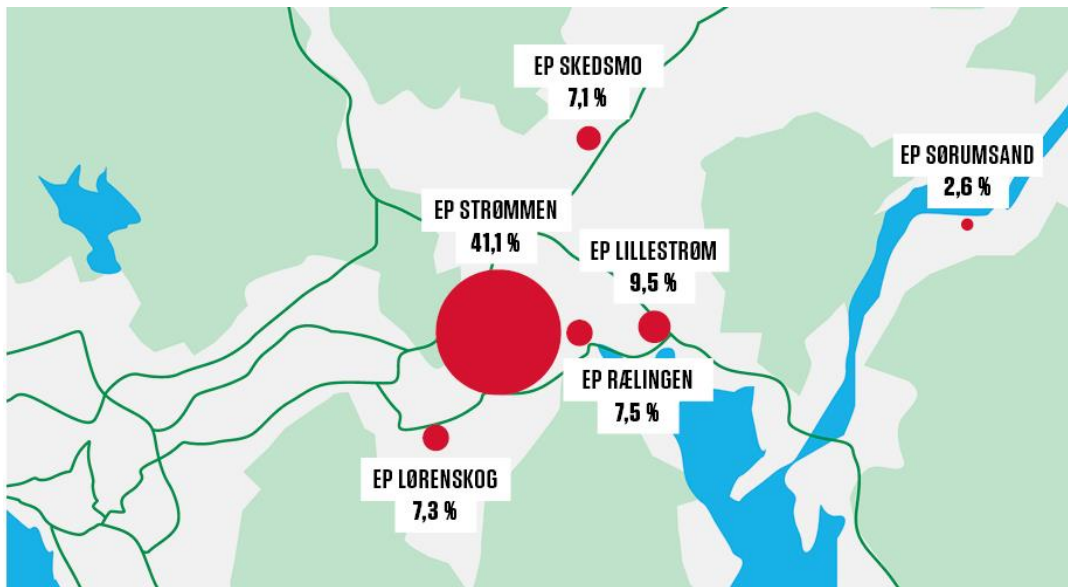 EP SKEDSMO
7,1 %
EP SØRUMSAND
2,6 %
EP STRØMMEN
41,1 %
EP LILLESTRØM
9,5 %
EP RÆLINGEN
7,5 %
EP LØRENSKOG
7,3 %